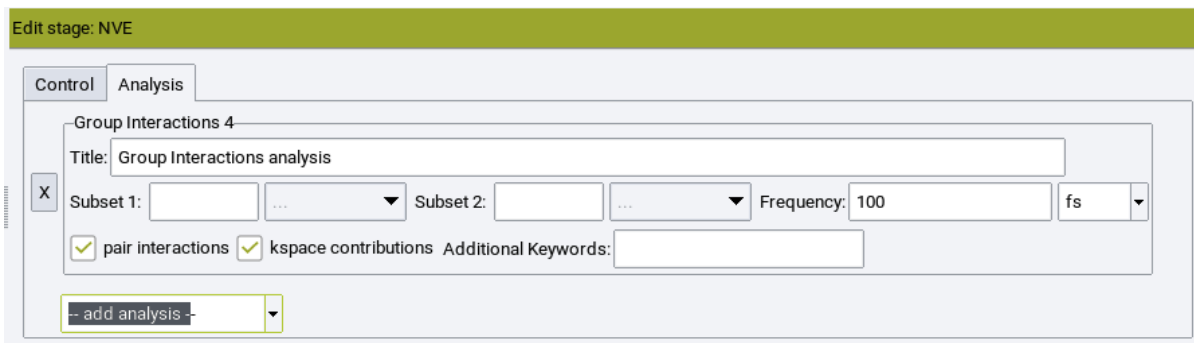 Edit stage: NVE
Control Analysis
Group Interactions 4
Title: Group Interactions analysis
X
Subset 1: ... Subset 2: ... Frequency: 100 fs
pair interactions kspace contributions Additional Keywords:
-- add analysis --